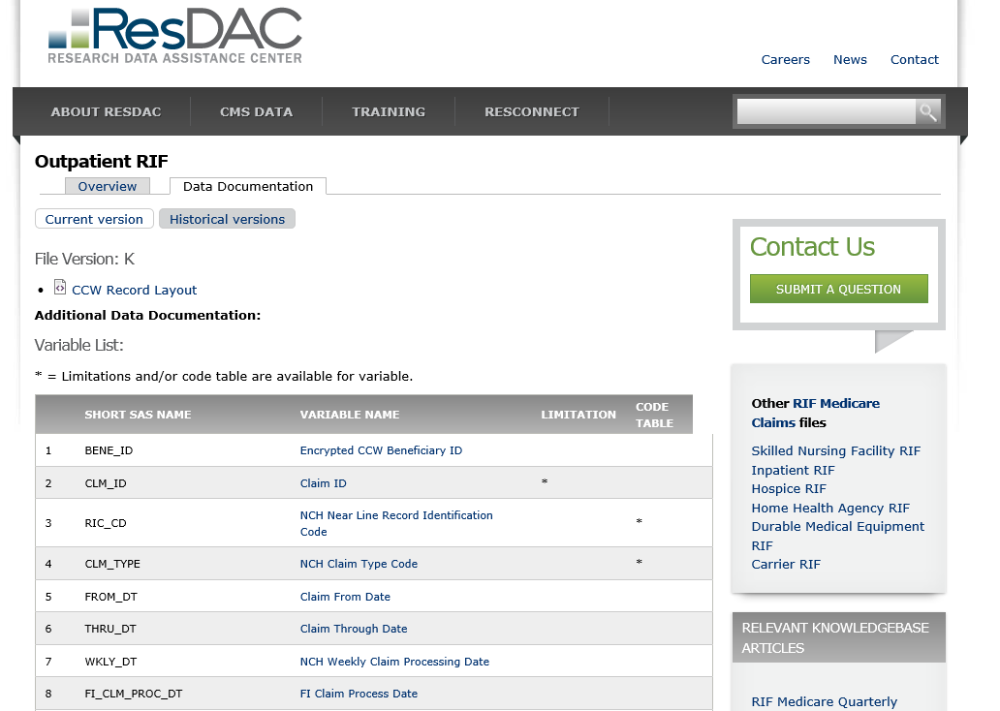 ResDAC
RESEARCH DATA ASSISTANCE CENTER
Careers News Contact
ABOUT RESDAC CMS DATA TRAINING RESCONNECT
Outpatient RIF
Overview Data Documentation
Current version Historical versions
File Version: K
• CCW Record Layout
Additional Data Documentation:
Variable List:
* = Limitations and/or code table are available for variable.
SHORT SAS NAME VARIABLE NAME LIMITATION CODE
TABLE
1 BENE_ID Encrypted CCW Beneficiary ID
2 CLM_ID Claim ID *
3 RIC_CD NCH Near Line Record Identification
Code *
4 CLM_TYPE NCH Claim Type Code *
5 FROM_DT Claim From Date
6 THRU_DT Claim Through Date
7 WKLY_DT NCH Weekly Claim Processing Date
8 FI_CLM_PROC_DT FI Claim Process Date
Contact Us
SUBMIT A QUESTION
Other RIF Medicare
Claims files
Skilled Nursing Facility RIF
Inpatient RIF
Hospice RIF
Home Health Agency RIF
Durable Medical Equipment
RIF
Carrier RIF
RELEVANT KNOWLEDGEBASE
ARTICLES
RIF Medicare Quarterly